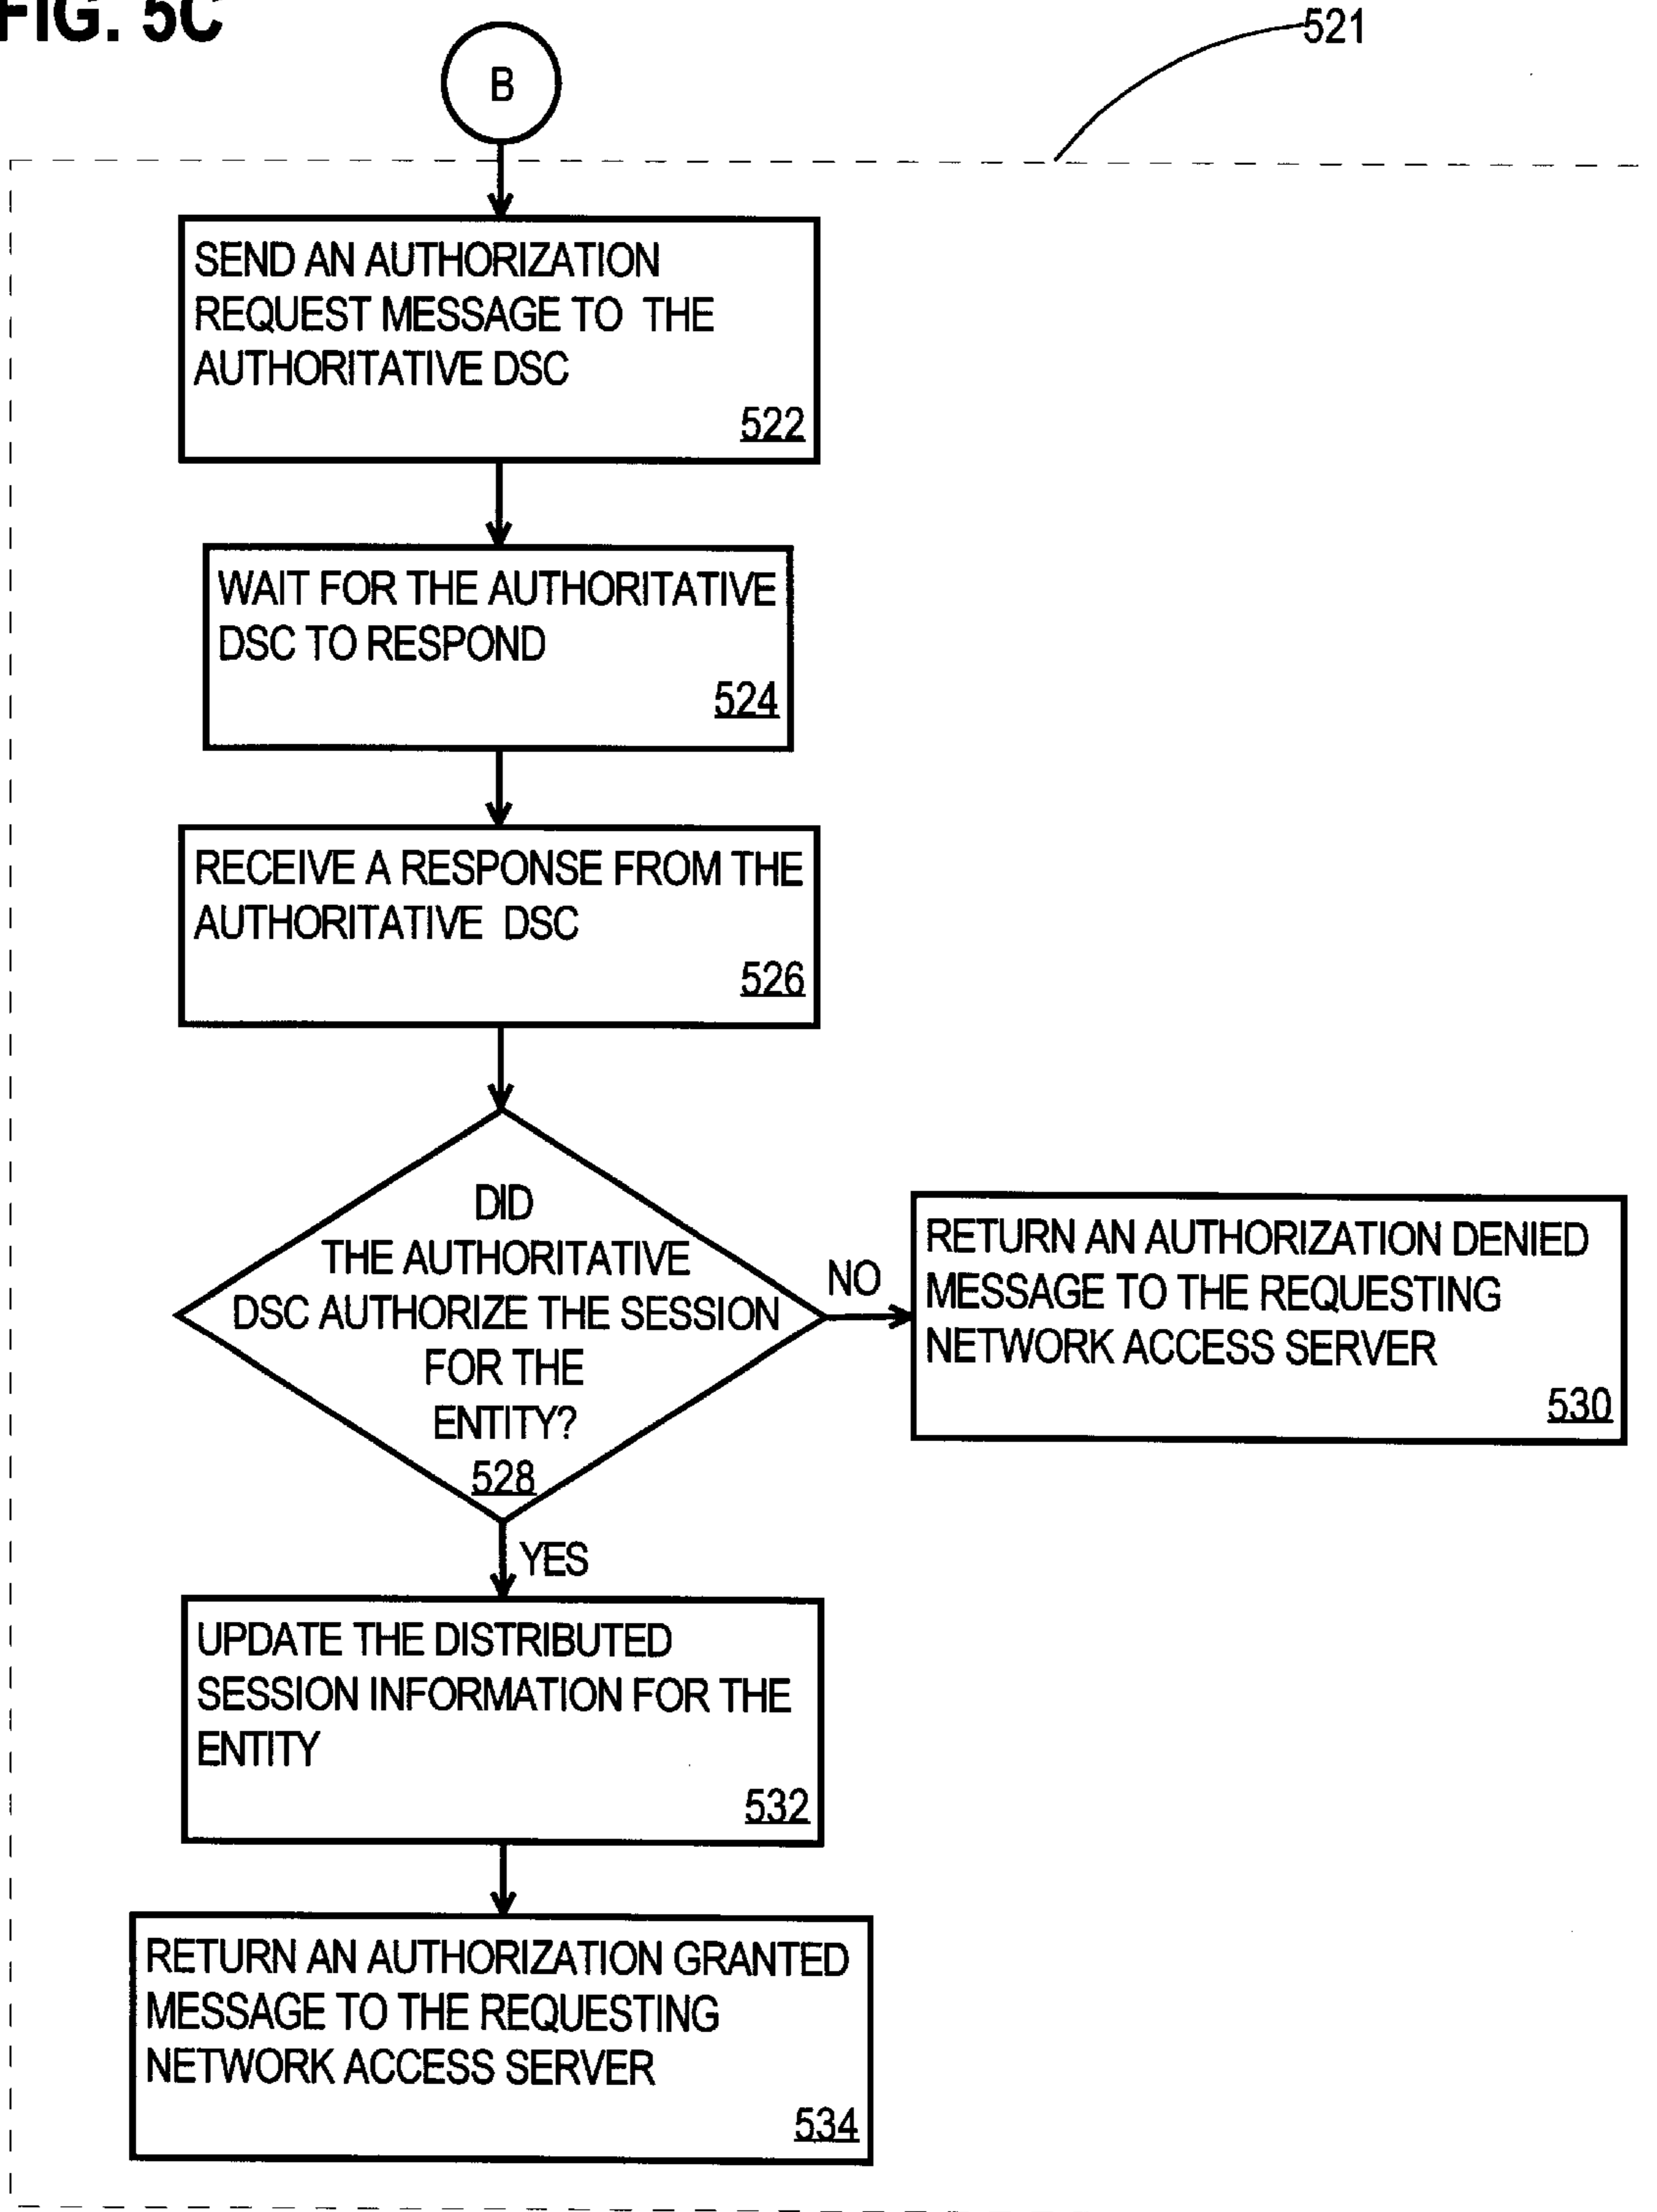 FIG. 5C
521
B
SEND AN AUTHORIZATION
REQUEST MESSAGE TO THE
AUTHORITATIVE DSC
522
WAIT FOR THE AUTHORITATIVE
DSC TO RESPOND
524
RECEIVE A RESPONSE FROM THE
AUTHORITATIVE DSC
526
DID
THE AUTHORITATIVE
DSC AUTHORIZE THE SESSION
FOR THE
ENTITY?
528
NO
RETURN AN AUTHORIZATION DENIED
MESSAGE TO THE REQUESTING
NETWORK ACCESS SERVER
530
YES
UPDATE THE DISTRIBUTED
SESSION INFORMATION FOR THE
ENTITY
532
RETURN AN AUTHORIZATION GRANTED
MESSAGE TO THE REQUESTING
NETWORK ACCESS SERVER
534